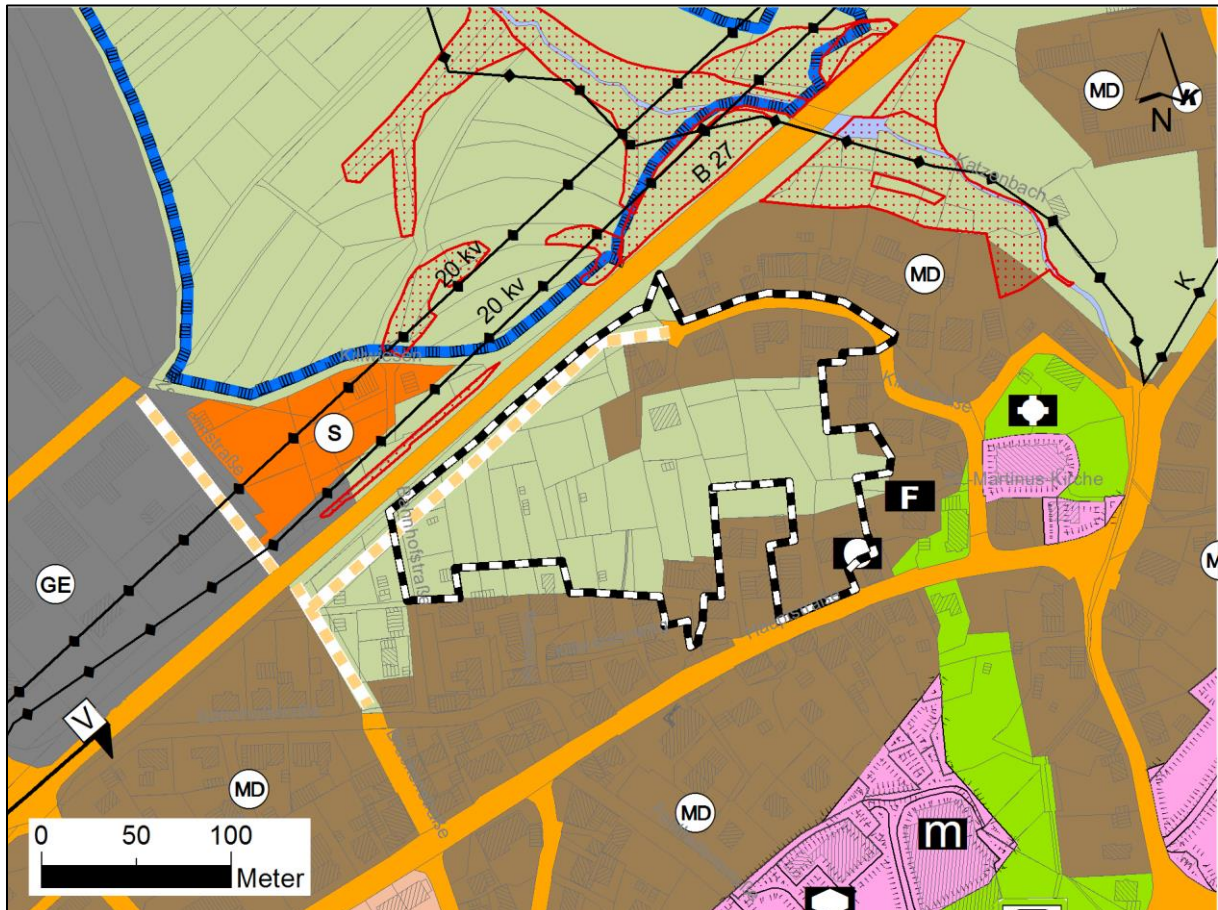 MD
N
Katzenbach
B 27
20 kv
20 kv
MD
K
Killwiesen
S
Martinus-Kirche
F
Bahnhofstraße
GE
Hauptstraße
V
MD
MD
m
0 50 100
Meter